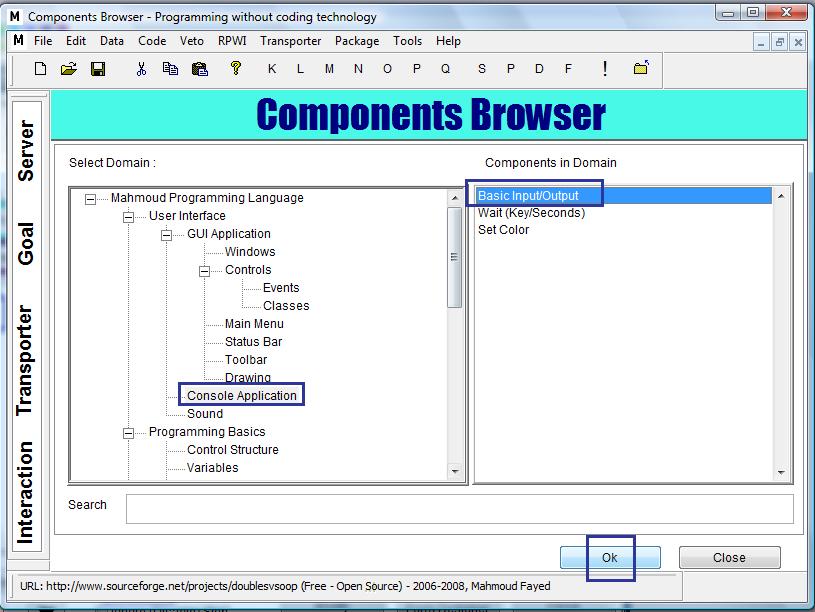 M Components Browser - Programming without coding technology
M File Edit Data Code Veto RPWI Transporter Package Tools Help
? K L M N O P Q S P D F !
Components Browser
Server
Goal
Transporter
Interaction
Select Domain :
Mahmoud Programming Language
User Interface
GUI Application
Windows
Controls
Events
Classes
Main Menu
Status Bar
Toolbar
Drawing
Console Application
Sound
Programming Basics
Control Structure
Variables
Components in Domain
Basic Input/Output
Wait (Key/Seconds)
Set Color
Search
Ok Close
URL: http://www.sourceforge.net/projects/doublesvsoop (Free - Open Source) - 2006-2008, Mahmoud Fayed